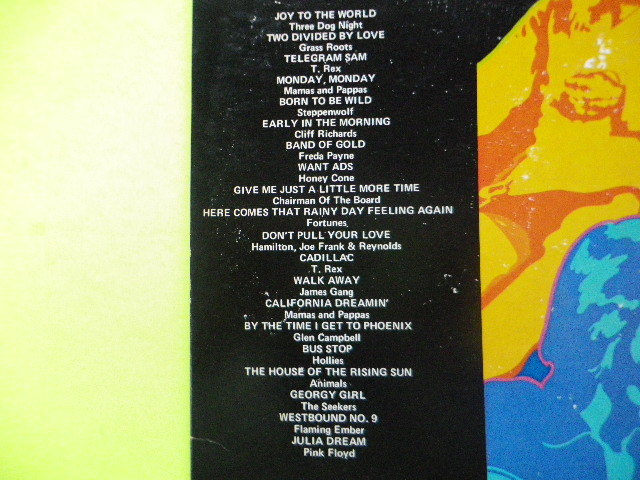 JOY TO THE WORLD
Three Dog Night
TWO DIVIDED BY LOVE
Grass Roots
TELEGRAM SAM
T. Rex
MONDAY, MONDAY
Mamas and Pappas
BORN TO BE WILD
Steppenwolf
EARLY IN THE MORNING
Cliff Richards
BAND OF GOLD
Freda Payne
WANT ADS
Honey Cone
GIVE ME JUST A LITTLE MORE TIME
Chairman Of The Board
HERE COMES THAT RAINY DAY FEELING AGAIN
Fortunes
DON'T PULL YOUR LOVE
Hamilton, Joe Frank & Reynolds
CADILLAC
T. Rex
WALK AWAY
James Gang
CALIFORNIA DREAMIN'
Mamas and Pappas
BY THE TIME I GET TO PHOENIX
Glen Campbell
BUS STOP
Hollies
THE HOUSE OF THE RISING SUN
Animals
GEORGY GIRL
The Seekers
WESTBOUND NO. 9
Flaming Ember
JULIA DREAM
Pink Floyd